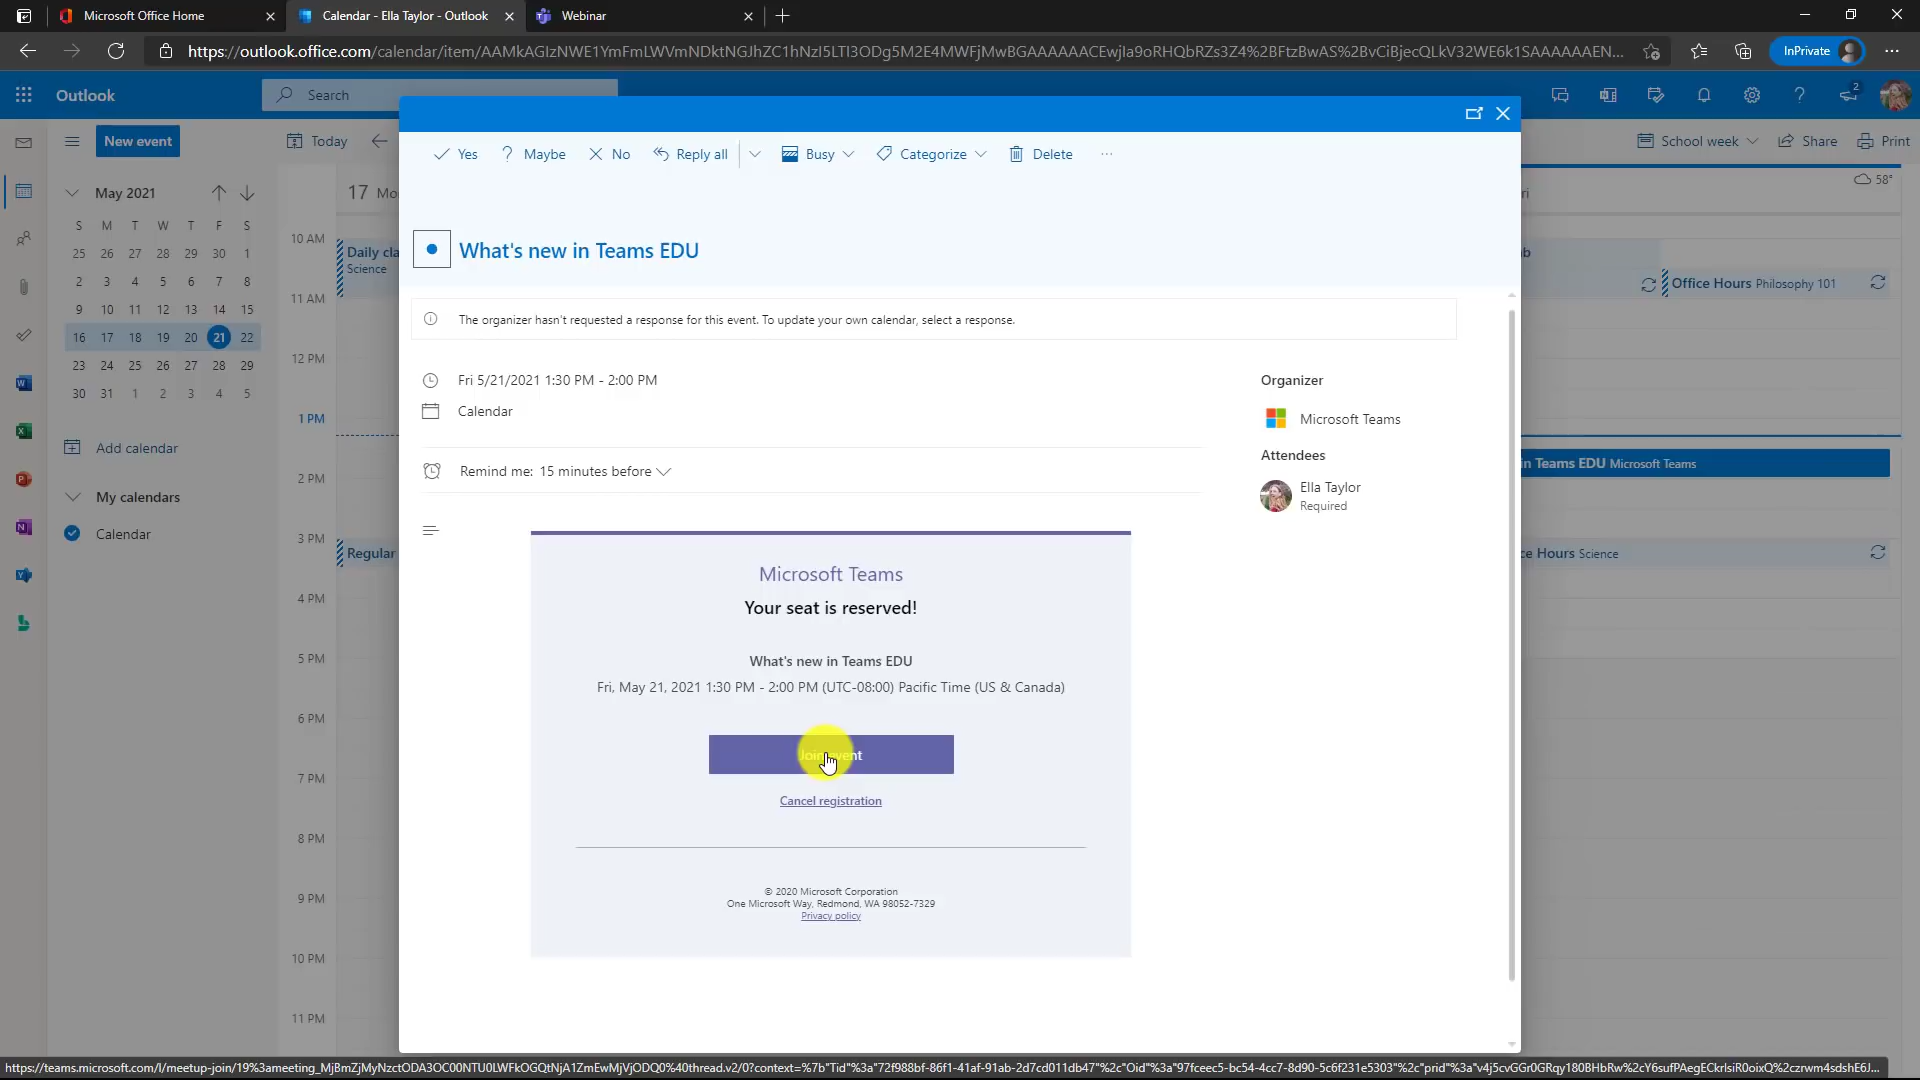 Microsoft Office Home
Calendar - Ella Taylor - Outlook
Webinar
InPrivate
Outlook
Search
2
New event
Today
School week
Share
Print
Yes
Maybe
No
Reply all
Busy
Categorize
Delete
May 2021
S M T W T F S
25 26 27 28 29 30 1
2 3 4 5 6 7 8
9 10 11 12 13 14 15
16 17 18 19 20 21 22
23 24 25 26 27 28 29
30 31 1 2 3 4 5
Add calendar
My calendars
Calendar
17 Mo
58°
10 AM
11 AM
12 PM
1 PM
2 PM
3 PM
4 PM
5 PM
6 PM
7 PM
8 PM
9 PM
10 PM
11 PM
Daily cla
Science
Regular
What's new in Teams EDU
The organizer hasn't requested a response for this event. To update your own calendar, select a response.
Fri 5/21/2021 1:30 PM - 2:00 PM
Calendar
Remind me: 15 minutes before
Organizer
Microsoft Teams
Attendees
Ella Taylor
Required
Microsoft Teams
Your seat is reserved!
What's new in Teams EDU
Fri, May 21, 2021 1:30 PM - 2:00 PM (UTC-08:00) Pacific Time (US & Canada)
Join event
Cancel registration
© 2020 Microsoft Corporation
One Microsoft Way, Redmond, WA 98052-7329
Privacy policy
Office Hours Philosophy 101
in Teams EDU Microsoft Teams
ce Hours Science